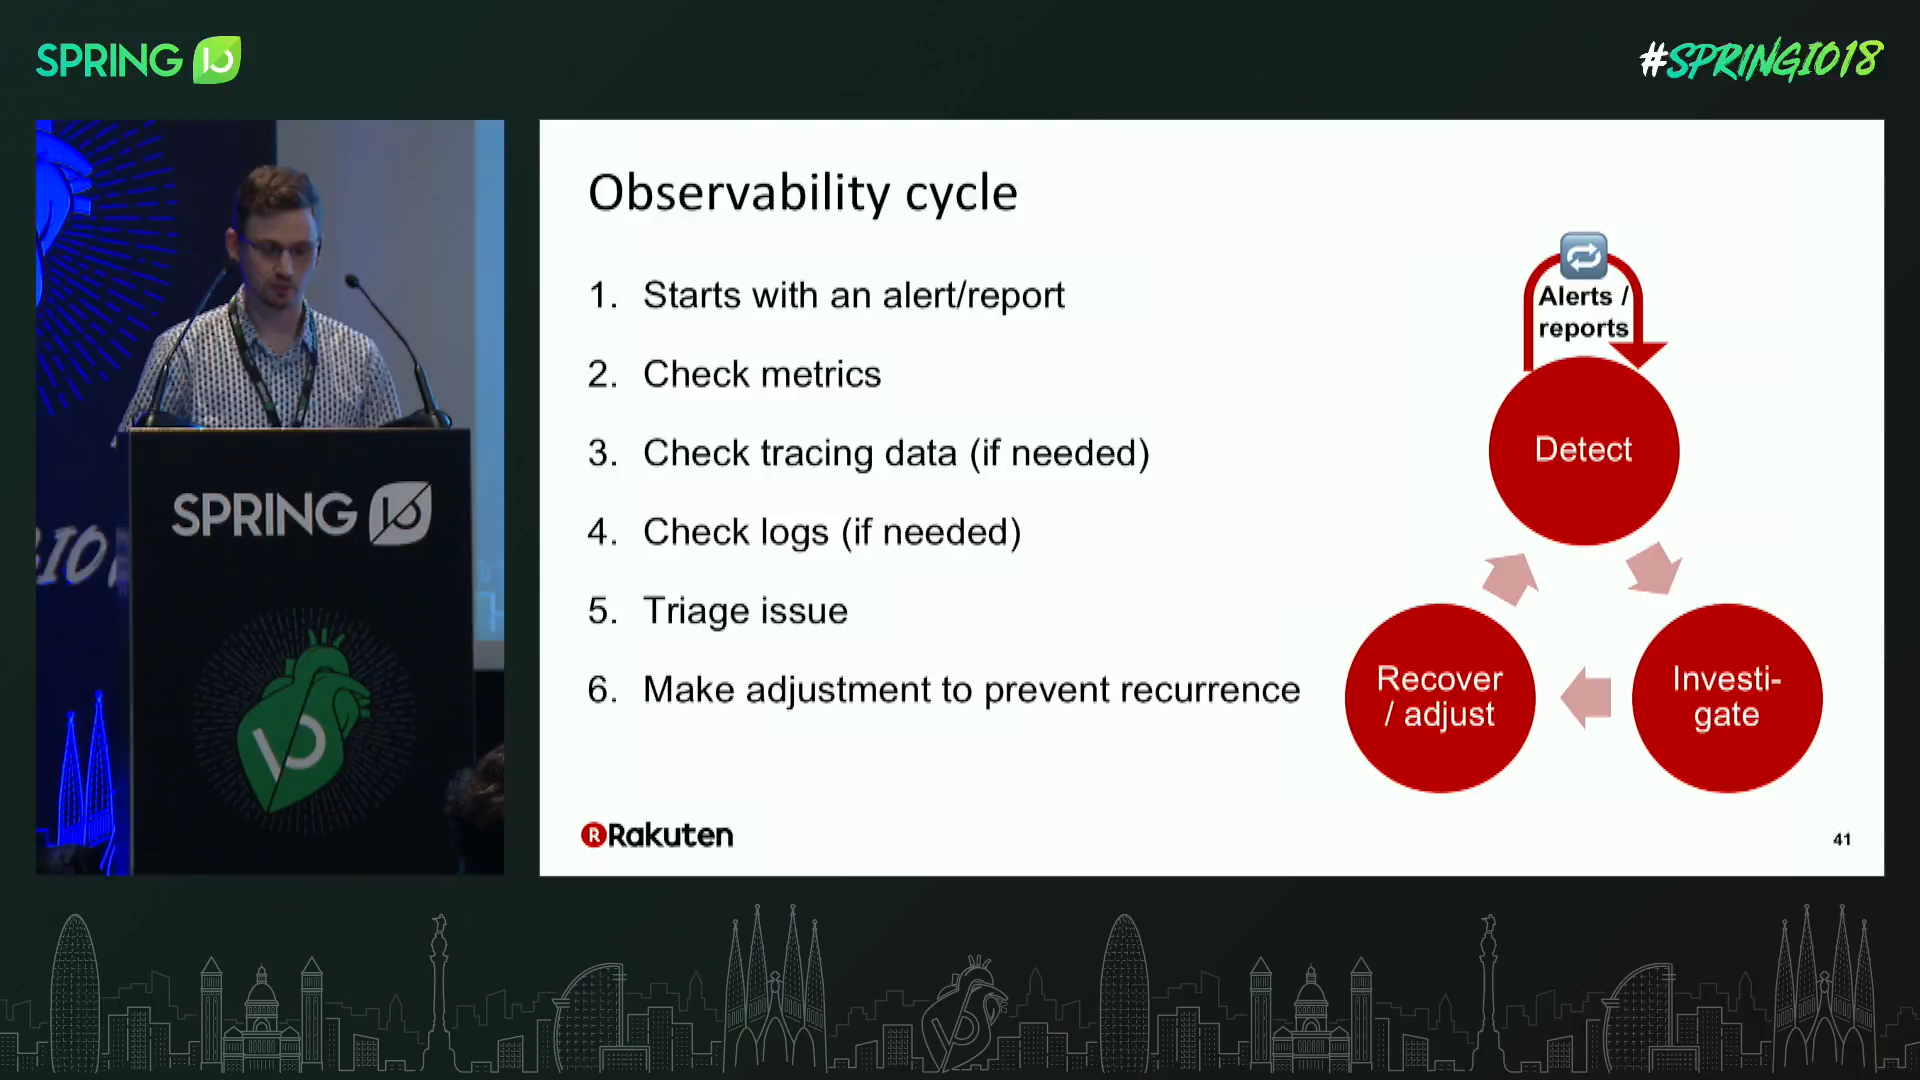 SPRING IO
#SPRINGIO18
SPRING IO
GIO
IO
Observability cycle
1. Starts with an alert/report
2. Check metrics
3. Check tracing data (if needed)
4. Check logs (if needed)
5. Triage issue
6. Make adjustment to prevent recurrence
Alerts /
reports
Detect
Investi-
gate
Recover
/ adjust
R Rakuten
41